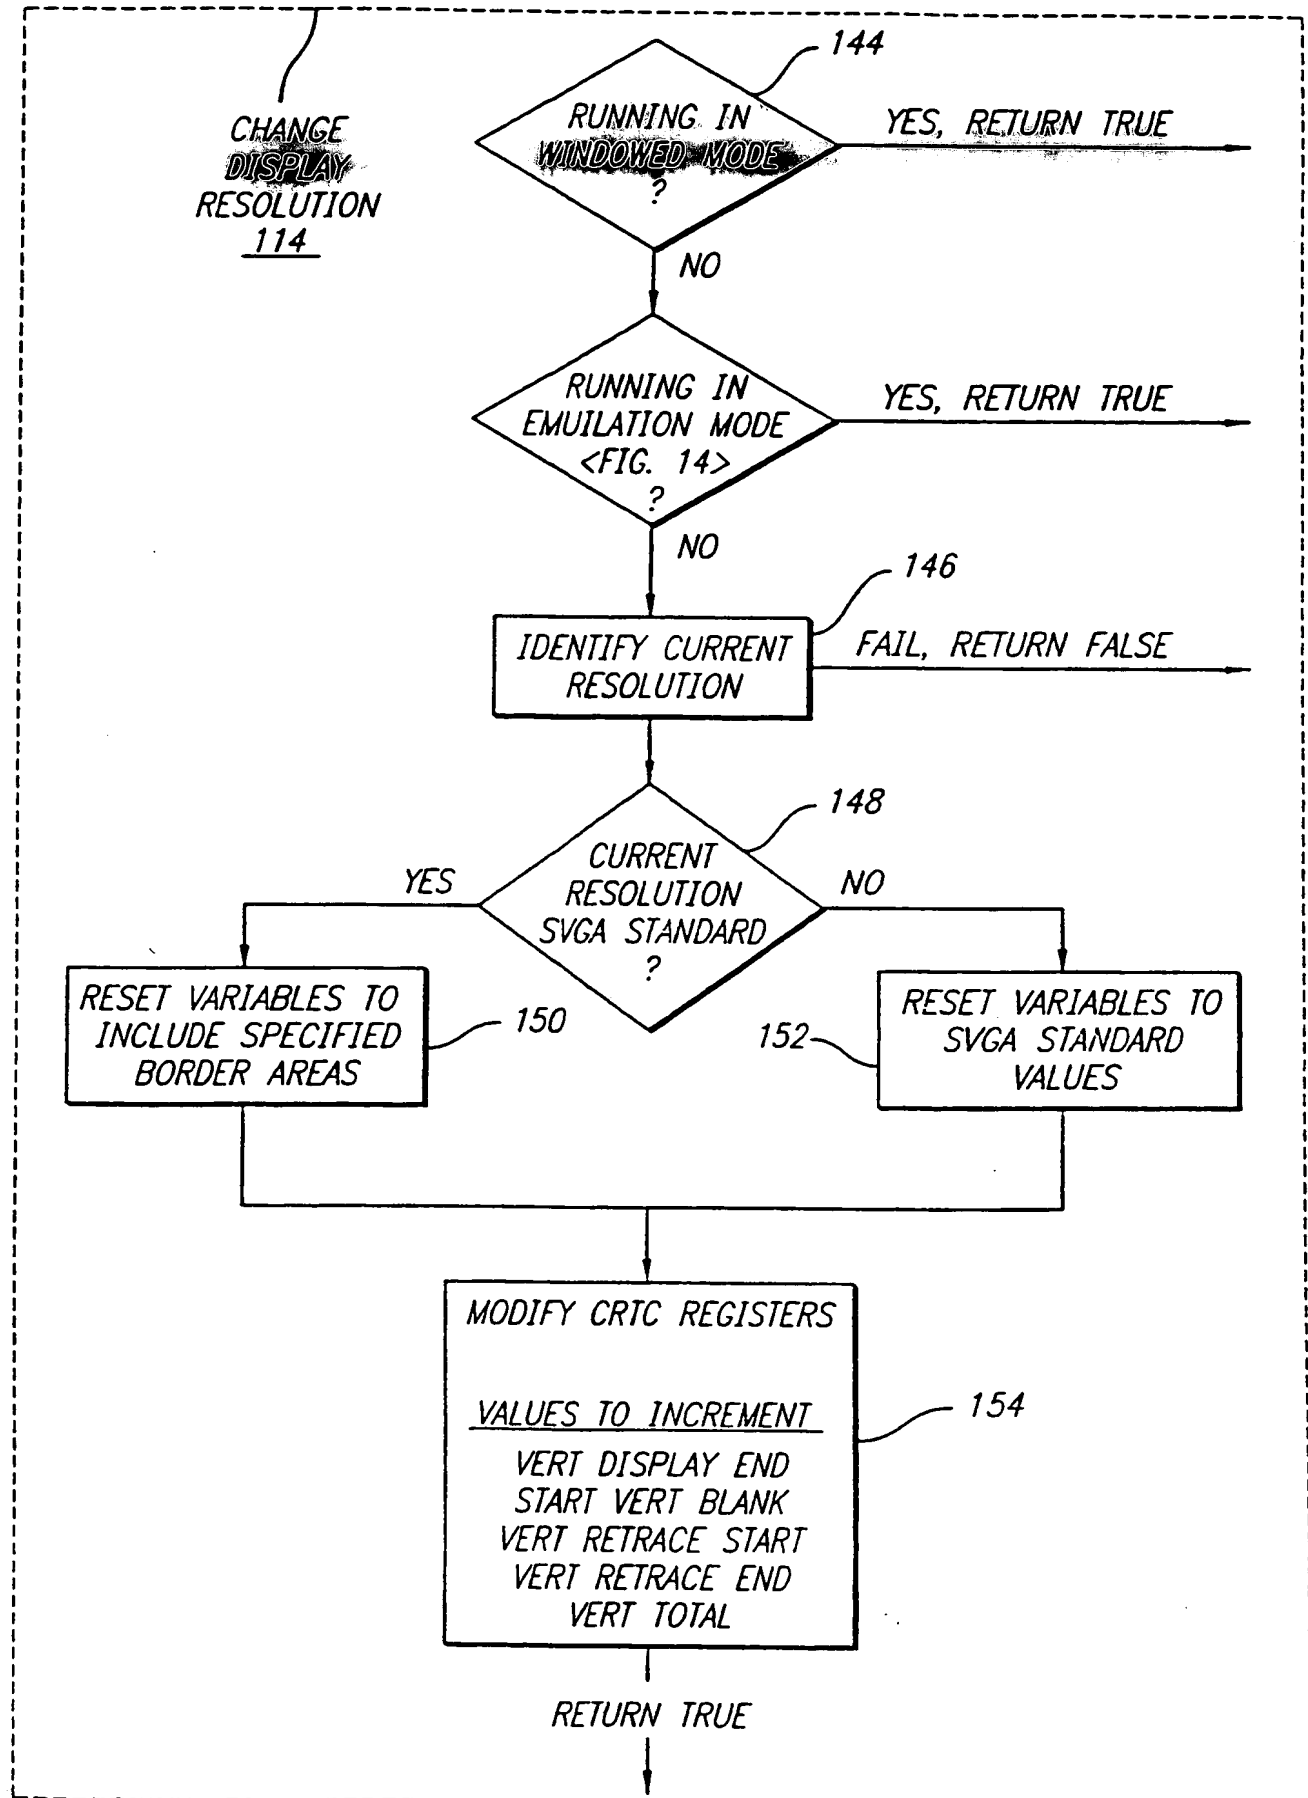 144
CHANGE
DISPLAY
RESOLUTION
114
RUNNING IN
WINDOWED MODE
?
YES, RETURN TRUE
NO
RUNNING IN
EMUILATION MODE
<FIG. 14>
?
YES, RETURN TRUE
NO
146
IDENTIFY CURRENT
RESOLUTION
FAIL, RETURN FALSE
148
CURRENT
RESOLUTION
SVGA STANDARD
?
YES
NO
RESET VARIABLES TO
INCLUDE SPECIFIED
BORDER AREAS
150
152
RESET VARIABLES TO
SVGA STANDARD
VALUES
MODIFY CRTC REGISTERS
VALUES TO INCREMENT
VERT DISPLAY END
START VERT BLANK
VERT RETRACE START
VERT RETRACE END
VERT TOTAL
154
RETURN TRUE